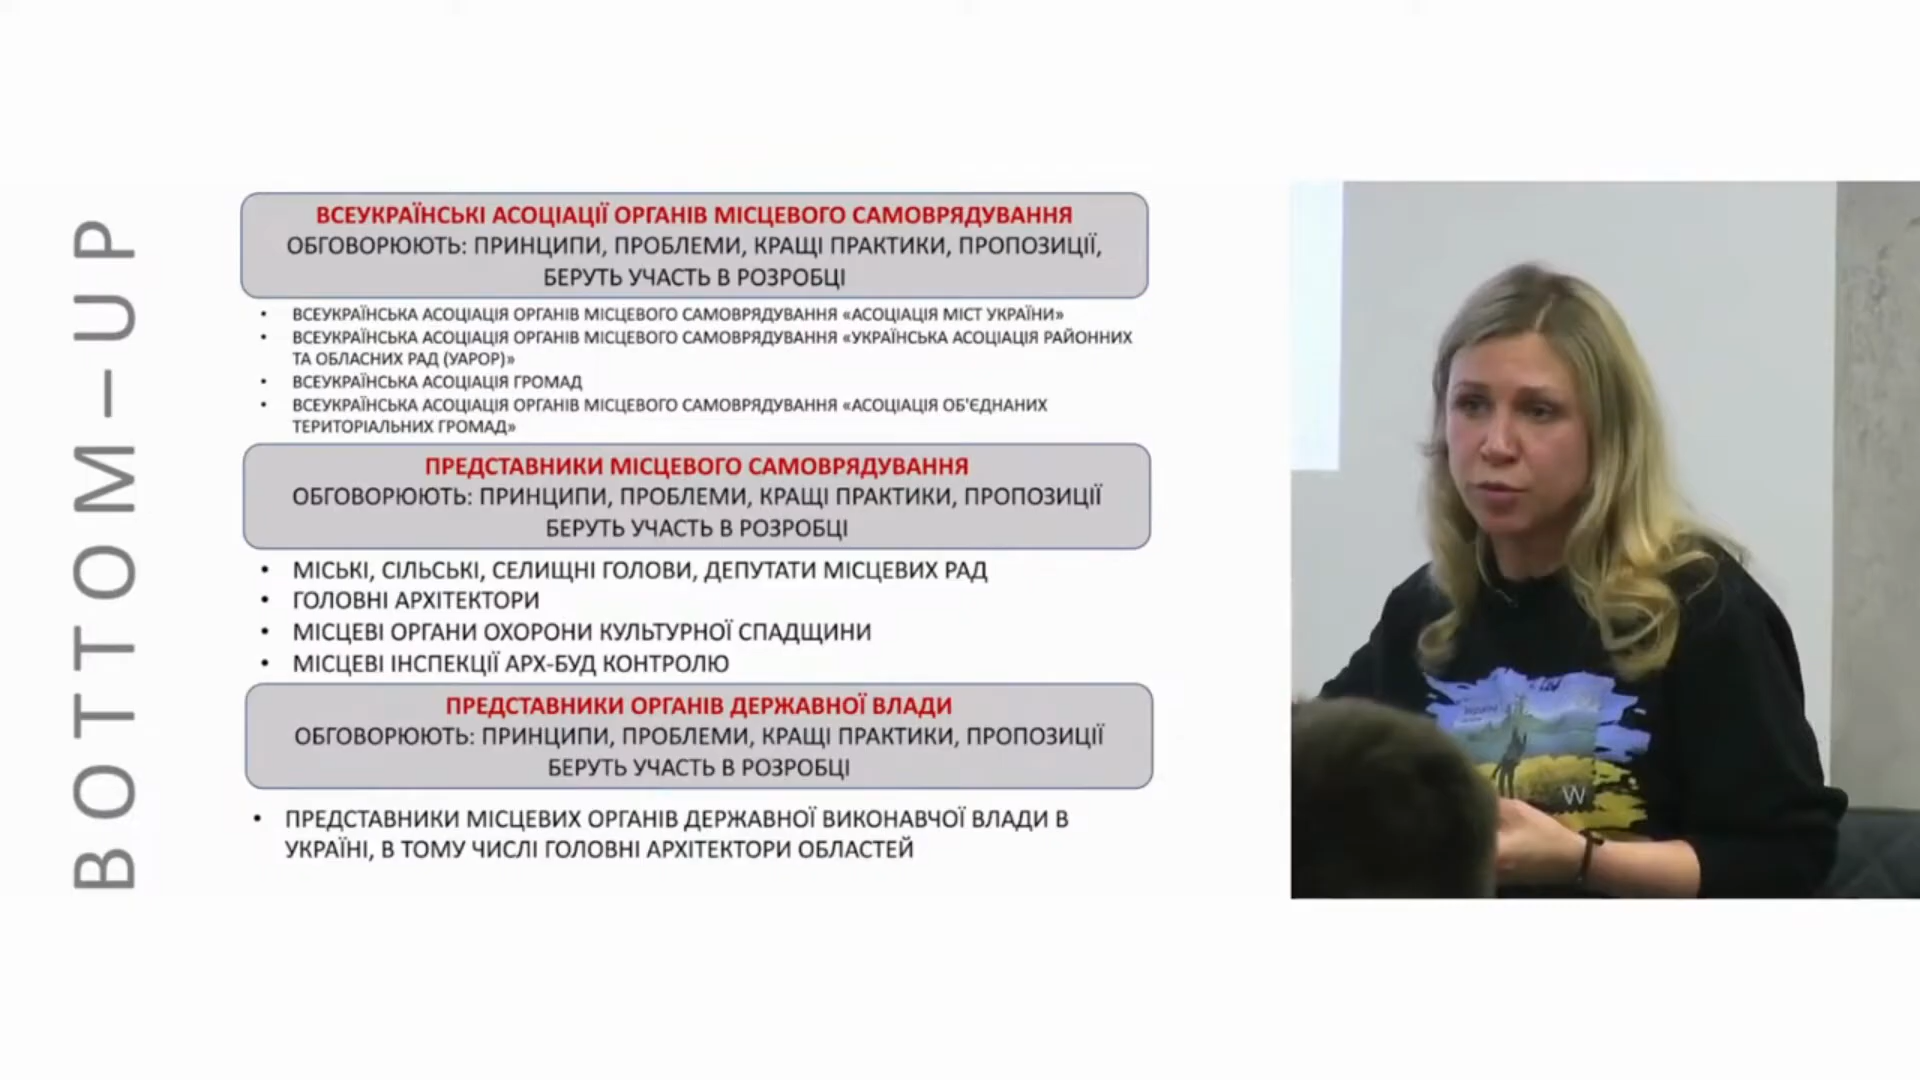 BOTTOM-UP
ВСЕУКРАЇНСЬКІ АСОЦІАЦІЇ ОРГАНІВ МІСЦЕВОГО САМОВРЯДУВАННЯ
ОБГОВОРЮЮТЬ: ПРИНЦИПИ, ПРОБЛЕМИ, КРАЩІ ПРАКТИКИ, ПРОПОЗИЦІЇ,
БЕРУТЬ УЧАСТЬ В РОЗРОБЦІ
• ВСЕУКРАЇНСЬКА АСОЦІАЦІЯ ОРГАНІВ МІСЦЕВОГО САМОВРЯДУВАННЯ «АСОЦІАЦІЯ МІСТ УКРАЇНИ»
• ВСЕУКРАЇНСЬКА АСОЦІАЦІЯ ОРГАНІВ МІСЦЕВОГО САМОВРЯДУВАННЯ «УКРАЇНСЬКА АСОЦІАЦІЯ РАЙОННИХ
ТА ОБЛАСНИХ РАД (УАРОР)»
• ВСЕУКРАЇНСЬКА АСОЦІАЦІЯ ГРОМАД
• ВСЕУКРАЇНСЬКА АСОЦІАЦІЯ ОРГАНІВ МІСЦЕВОГО САМОВРЯДУВАННЯ «АСОЦІАЦІЯ ОБ'ЄДНАНИХ
ТЕРИТОРІАЛЬНИХ ГРОМАД»
ПРЕДСТАВНИКИ МІСЦЕВОГО САМОВРЯДУВАННЯ
ОБГОВОРЮЮТЬ: ПРИНЦИПИ, ПРОБЛЕМИ, КРАЩІ ПРАКТИКИ, ПРОПОЗИЦІЇ
БЕРУТЬ УЧАСТЬ В РОЗРОБЦІ
• МІСЬКІ, СІЛЬСЬКІ, СЕЛИЩНІ ГОЛОВИ, ДЕПУТАТИ МІСЦЕВИХ РАД
• ГОЛОВНІ АРХІТЕКТОРИ
• МІСЦЕВІ ОРГАНИ ОХОРОНИ КУЛЬТУРНОЇ СПАДЩИНИ
• МІСЦЕВІ ІНСПЕКЦІЇ АРХ-БУД КОНТРОЛЮ
ПРЕДСТАВНИКИ ОРГАНІВ ДЕРЖАВНОЇ ВЛАДИ
ОБГОВОРЮЮТЬ: ПРИНЦИПИ, ПРОБЛЕМИ, КРАЩІ ПРАКТИКИ, ПРОПОЗИЦІЇ
БЕРУТЬ УЧАСТЬ В РОЗРОБЦІ
• ПРЕДСТАВНИКИ МІСЦЕВИХ ОРГАНІВ ДЕРЖАВНОЇ ВИКОНАВЧОЇ ВЛАДИ В
УКРАЇНІ, В ТОМУ ЧИСЛІ ГОЛОВНІ АРХІТЕКТОРИ ОБЛАСТЕЙ
W